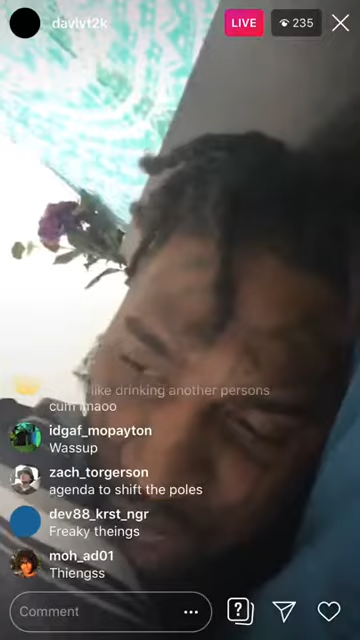 davlvt2k
LIVE
235
like drinking another persons
cum lmaoo
idgaf_mopayton
Wassup
zach_torgerson
agenda to shift the poles
dev88_krst_ngr
Freaky theings
moh_ad01
Thiengss
Comment